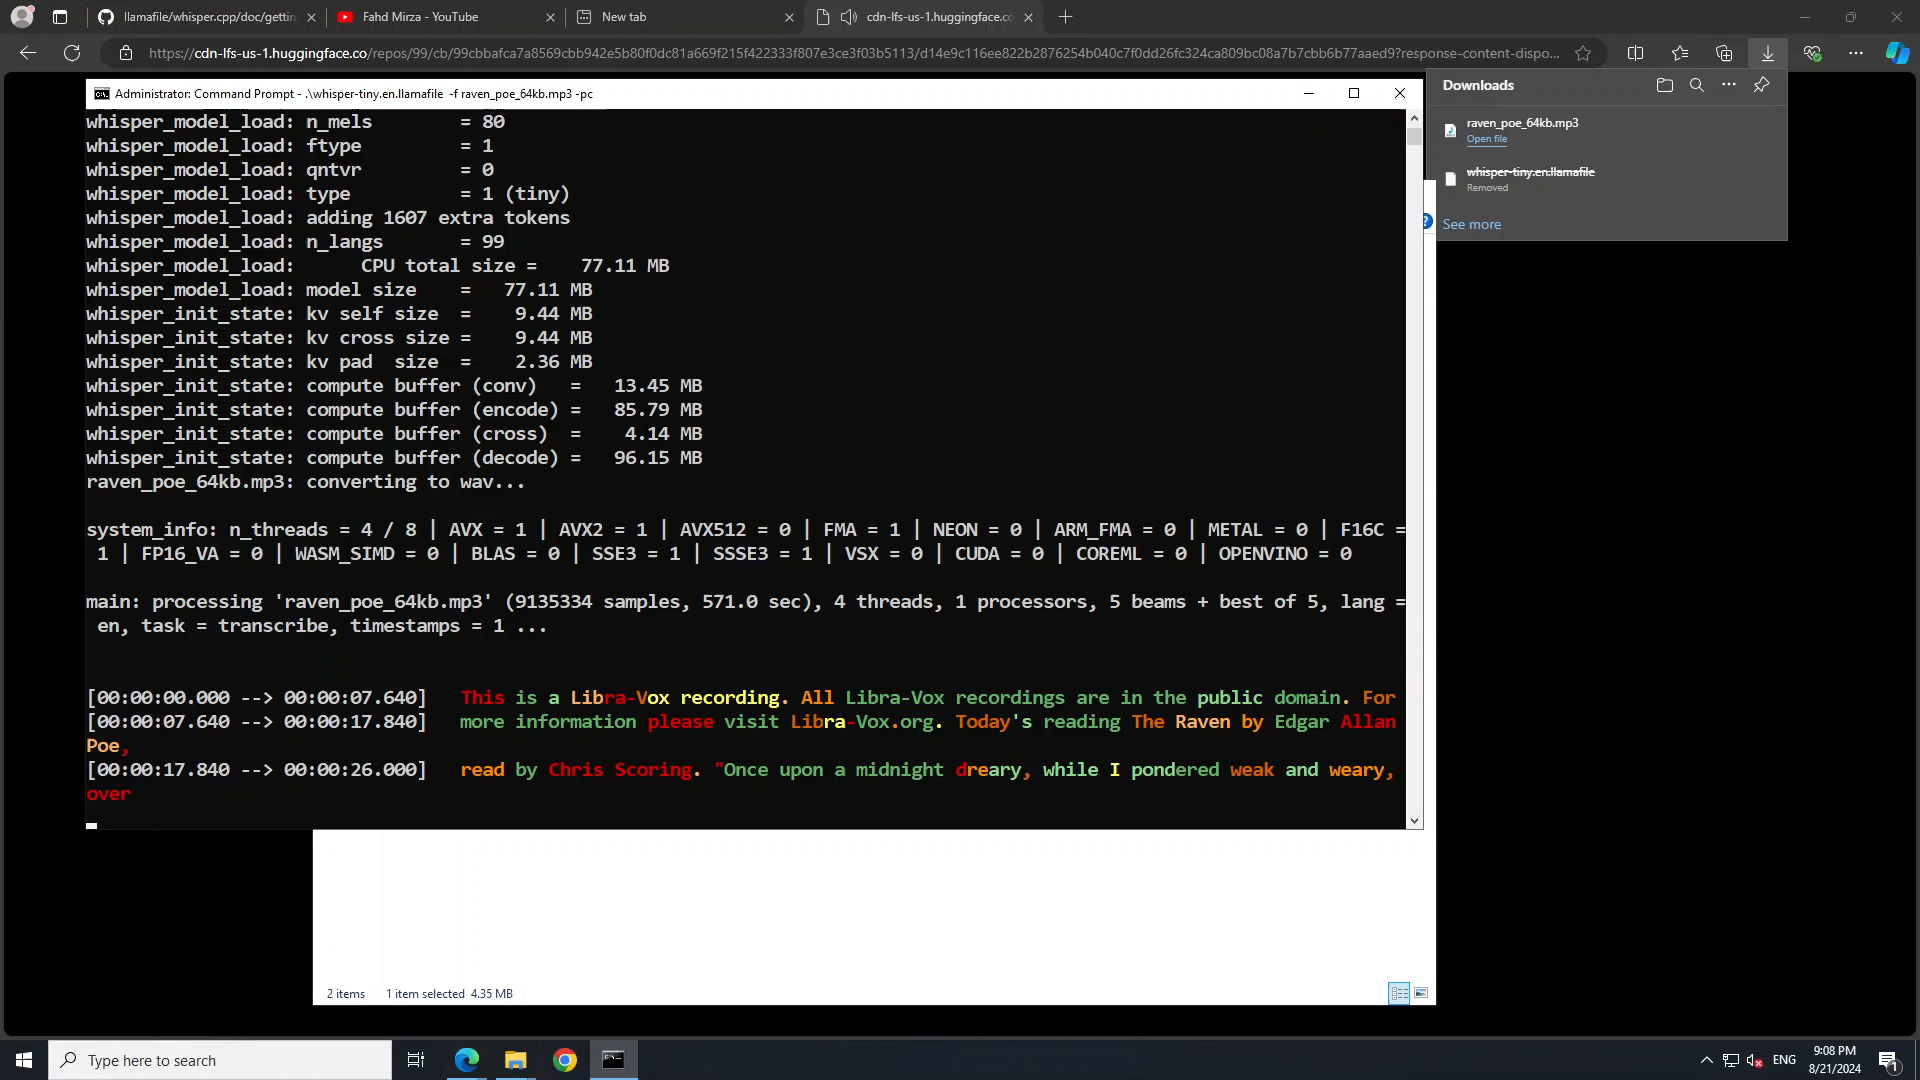 llamafile/whisper.cpp/doc/gettin
Fahd Mirza - YouTube
New tab
cdn-lfs-us-1.huggingface.co
https://cdn-lfs-us-1.huggingface.co/repos/99/cb/99cbbafca7a8569cbb942e5b80f0dc81a669f215f422333f807e3ce3f03b5113/d14e9c116ee822b2876254b040c7f0dd26fc324ca809bc08a7b7cbb6b77aaed9?response-content-dispo...
Administrator: Command Prompt - .\whisper-tiny.en.llamafile -f raven_poe_64kb.mp3 -pc
Downloads
raven_poe_64kb.mp3
Open file
whisper-tiny.en.llamafile
Removed
See more
whisper_model_load: n_mels = 80
whisper_model_load: ftype = 1
whisper_model_load: qntvr = 0
whisper_model_load: type = 1 (tiny)
whisper_model_load: adding 1607 extra tokens
whisper_model_load: n_langs = 99
whisper_model_load: CPU total size = 77.11 MB
whisper_model_load: model size = 77.11 MB
whisper_init_state: kv self size = 9.44 MB
whisper_init_state: kv cross size = 9.44 MB
whisper_init_state: kv pad size = 2.36 MB
whisper_init_state: compute buffer (conv) = 13.45 MB
whisper_init_state: compute buffer (encode) = 85.79 MB
whisper_init_state: compute buffer (cross) = 4.14 MB
whisper_init_state: compute buffer (decode) = 96.15 MB
raven_poe_64kb.mp3: converting to wav...
system_info: n_threads = 4 / 8 | AVX = 1 | AVX2 = 1 | AVX512 = 0 | FMA = 1 | NEON = 0 | ARM_FMA = 0 | METAL = 0 | F16C =
1 | FP16_VA = 0 | WASM_SIMD = 0 | BLAS = 0 | SSE3 = 1 | SSSE3 = 1 | VSX = 0 | CUDA = 0 | COREML = 0 | OPENVINO = 0
main: processing 'raven_poe_64kb.mp3' (9135334 samples, 571.0 sec), 4 threads, 1 processors, 5 beams + best of 5, lang =
en, task = transcribe, timestamps = 1 ...
[00:00:00.000 --> 00:00:07.640] This is a Libra-Vox recording. All Libra-Vox recordings are in the public domain. For
[00:00:07.640 --> 00:00:17.840] more information please visit Libra-Vox.org. Today's reading The Raven by Edgar Allan
Poe,
[00:00:17.840 --> 00:00:26.000] read by Chris Scoring. "Once upon a midnight dreary, while I pondered weak and weary,
over
2 items 1 item selected 4.35 MB
Type here to search
ENG
9:08 PM
8/21/2024
1